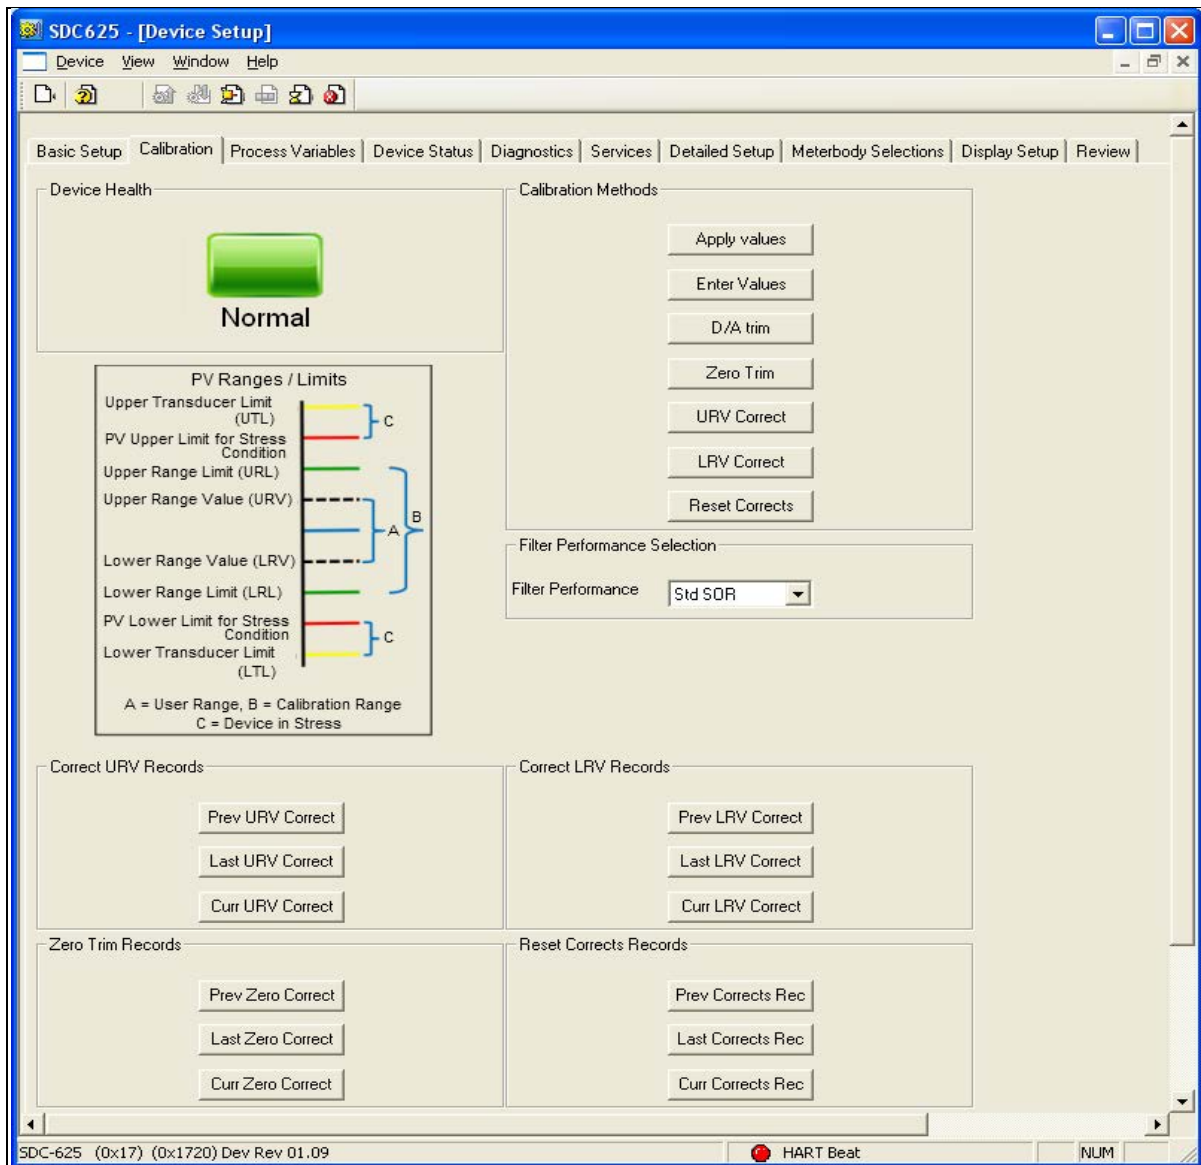 SDC625 - [Device Setup]
Device View Window Help
Basic Setup Calibration Process Variables Device Status Diagnostics Services Detailed Setup Meterbody Selections Display Setup Review
Device Health
Normal
PV Ranges / Limits
Upper Transducer Limit
(UTL)
C
PV Upper Limit for Stress
Condition
Upper Range Limit (URL)
Upper Range Value (URV)
B
A
Lower Range Value (LRV)
Lower Range Limit (LRL)
PV Lower Limit for Stress
Condition
C
Lower Transducer Limit
(LTL)
A = User Range, B = Calibration Range
C = Device in Stress
Calibration Methods
Apply values
Enter Values
D/A trim
Zero Trim
URV Correct
LRV Correct
Reset Corrects
Filter Performance Selection
Filter Performance Std SOR
Correct URV Records
Prev URV Correct
Last URV Correct
Curr URV Correct
Correct LRV Records
Prev LRV Correct
Last LRV Correct
Curr LRV Correct
Zero Trim Records
Prev Zero Correct
Last Zero Correct
Curr Zero Correct
Reset Corrects Records
Prev Corrects Rec
Last Corrects Rec
Curr Corrects Rec
SDC-625 (0x17) (0x1720) Dev Rev 01.09 HART Beat NUM